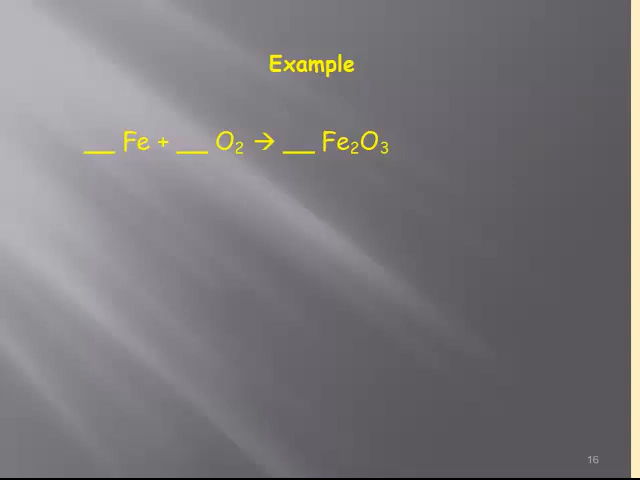 Example
__ Fe + __ O₂ → __ Fe₂O₃
16